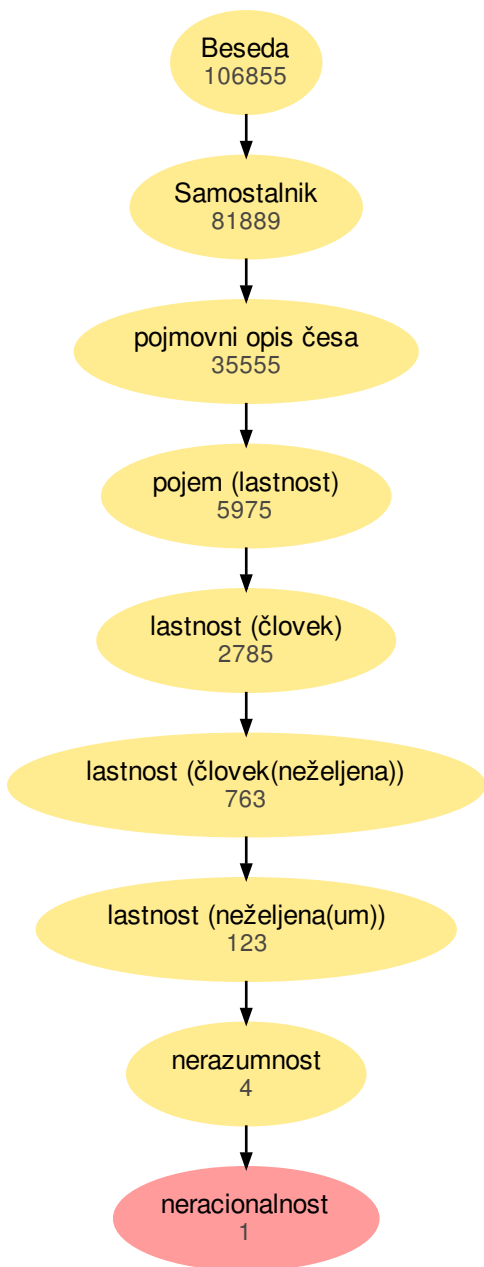 Beseda
106855
Samostalnik
81889
pojmovni opis česa
35555
pojem (lastnost)
5975
lastnost (človek)
2785
lastnost (človek(neželjena))
763
lastnost (neželjena(um))
123
nerazumnost
4
neracionalnost
1